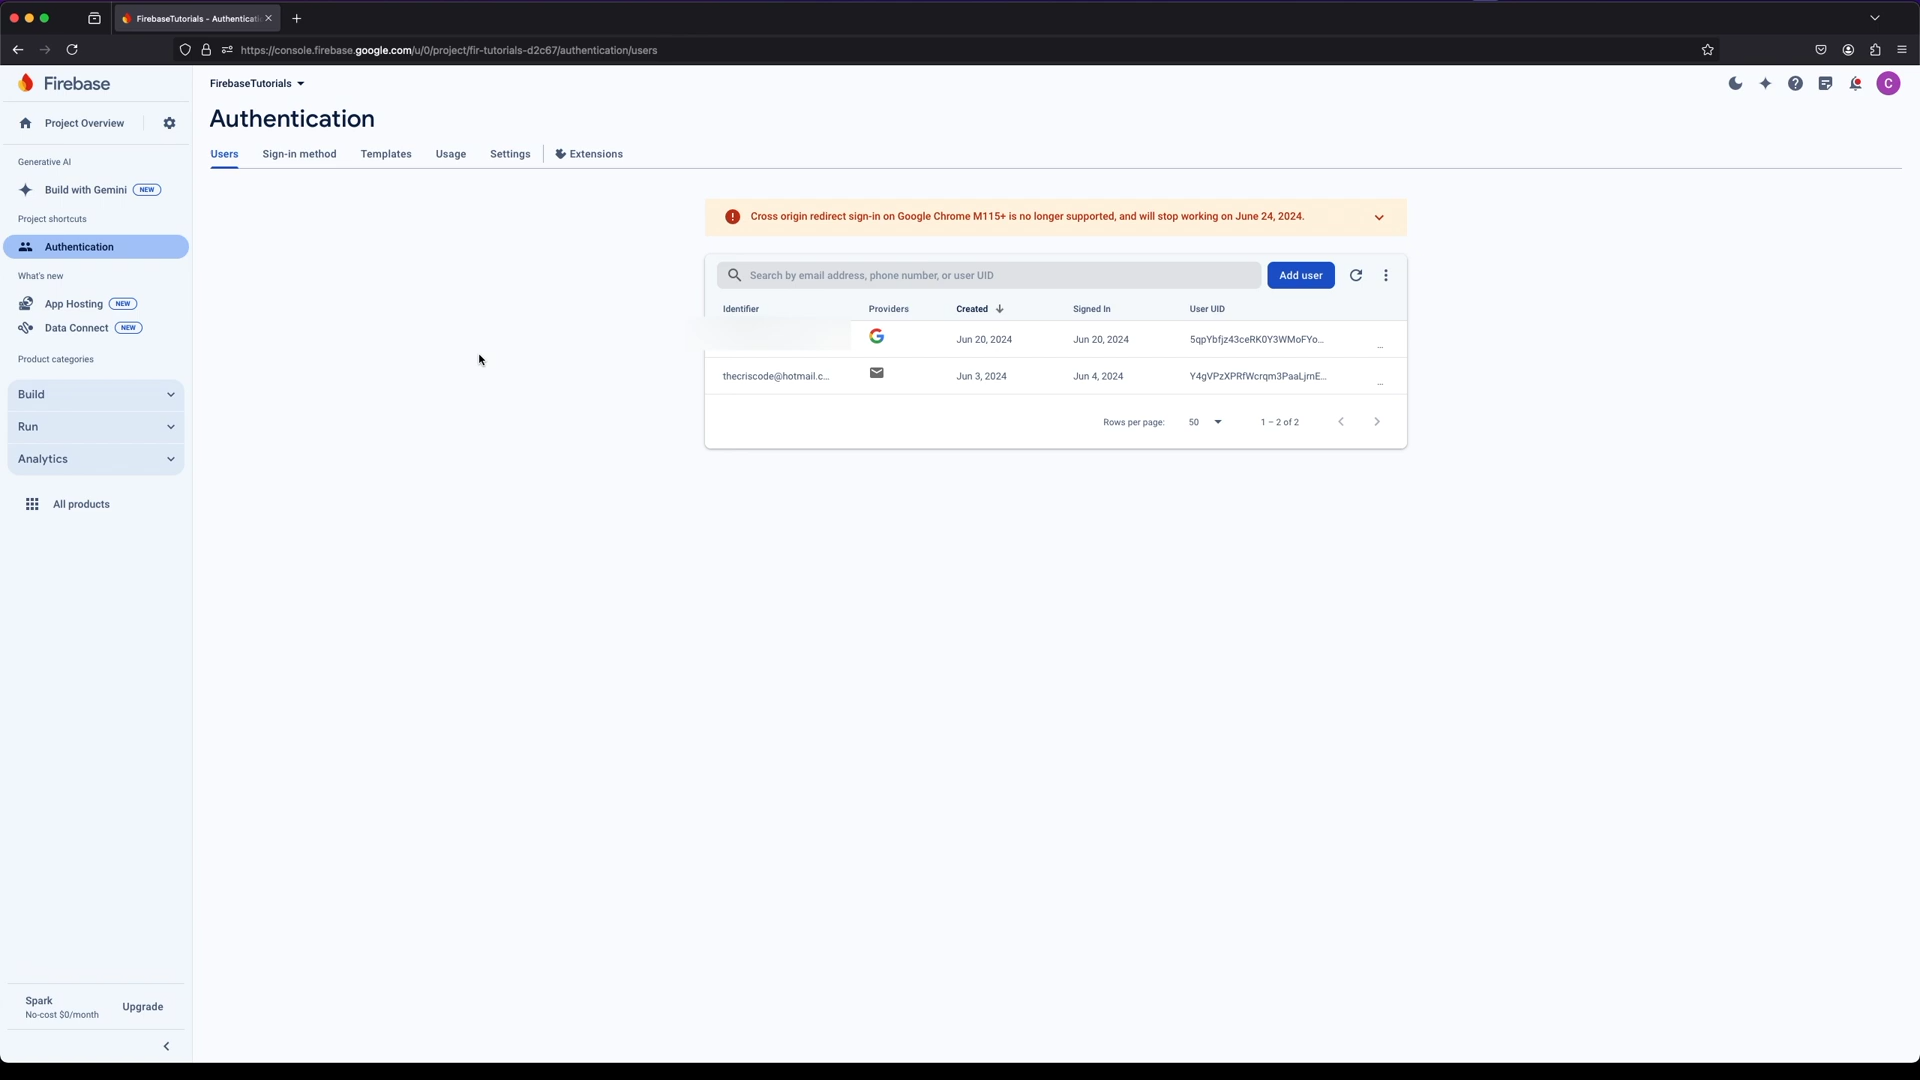 FirebaseTutorials - Authenticati
https://console.firebase.google.com/u/0/project/fir-tutorials-d2c67/authentication/users
Firebase
FirebaseTutorials
C
Project Overview
Authentication
Users
Sign-in method
Templates
Usage
Settings
Extensions
Generative AI
Build with Gemini NEW
Project shortcuts
Authentication
What's new
App Hosting NEW
Data Connect NEW
Product categories
Build
Run
Analytics
All products
Cross origin redirect sign-in on Google Chrome M115+ is no longer supported, and will stop working on June 24, 2024.
Search by email address, phone number, or user UID
Add user
Identifier Providers Created Signed In User UID
Jun 20, 2024 Jun 20, 2024 5qpYbfjz43ceRK0Y3WMoFYo...
thecriscode@hotmail.c... Jun 3, 2024 Jun 4, 2024 Y4gVPzXPRfWcrqm3PaaLjrnE...
Rows per page: 50 1 – 2 of 2
Spark
No-cost $0/month
Upgrade